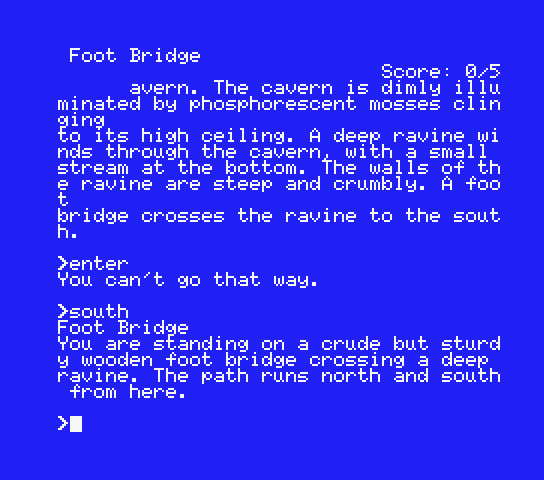 Foot Bridge
Score: 0/5
avern. The cavern is dimly illu
minated by phosphorescent mosses clin
ging
to its high ceiling. A deep ravine wi
nds through the cavern, with a small
stream at the bottom. The walls of th
e ravine are steep and crumbly. A foo
t
bridge crosses the ravine to the sout
h.
>enter
You can't go that way.
>south
Foot Bridge
You are standing on a crude but sturd
y wooden foot bridge crossing a deep
ravine. The path runs north and south
from here.
>